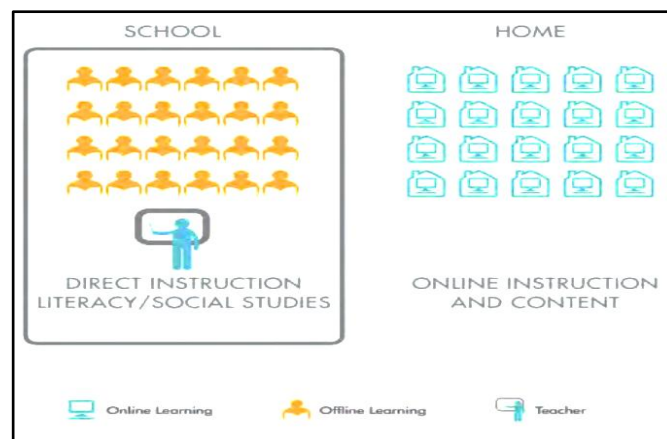 SCHOOL
HOME
DIRECT INSTRUCTION
LITERACY/SOCIAL STUDIES
ONLINE INSTRUCTION
AND CONTENT
Online Learning
Offline Learning
Teacher